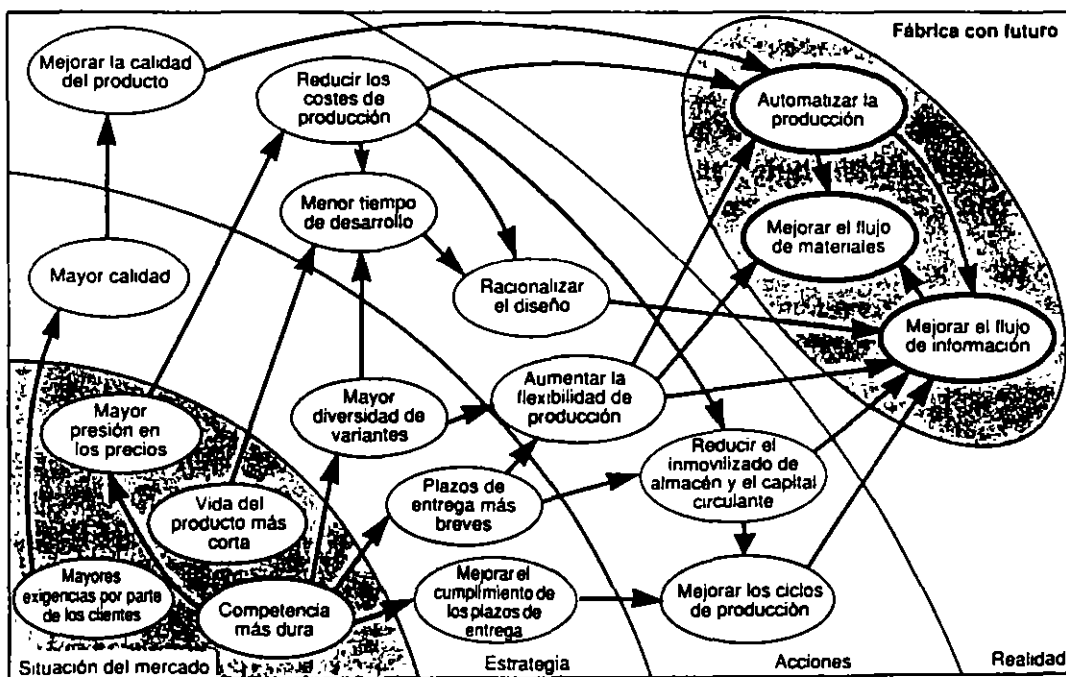 Fábrica con futuro
Mejorar la calidad
del producto
Reducir los
costes de
producción
Automatizar la
producción
Menor tiempo
de desarrollo
Mejorar el flujo
de materiales
Mayor calidad
Racionalizar
el diseño
Mejorar el flujo
de información
Mayor
presión en
los precios
Mayor
diversidad de
variantes
Aumentar la
flexibilidad de
producción
Reducir el
inmovilizado de
almacén y el capital
circulante
Vida del
producto más
corta
Plazos de
entrega más
breves
Mayores
exigencias por parte
de los clientes
Competencia
más dura
Mejorar el
cumplimiento de
los plazos de
entrega
Mejorar los ciclos
de producción
Situación del mercado
Estrategia
Acciones
Realidad